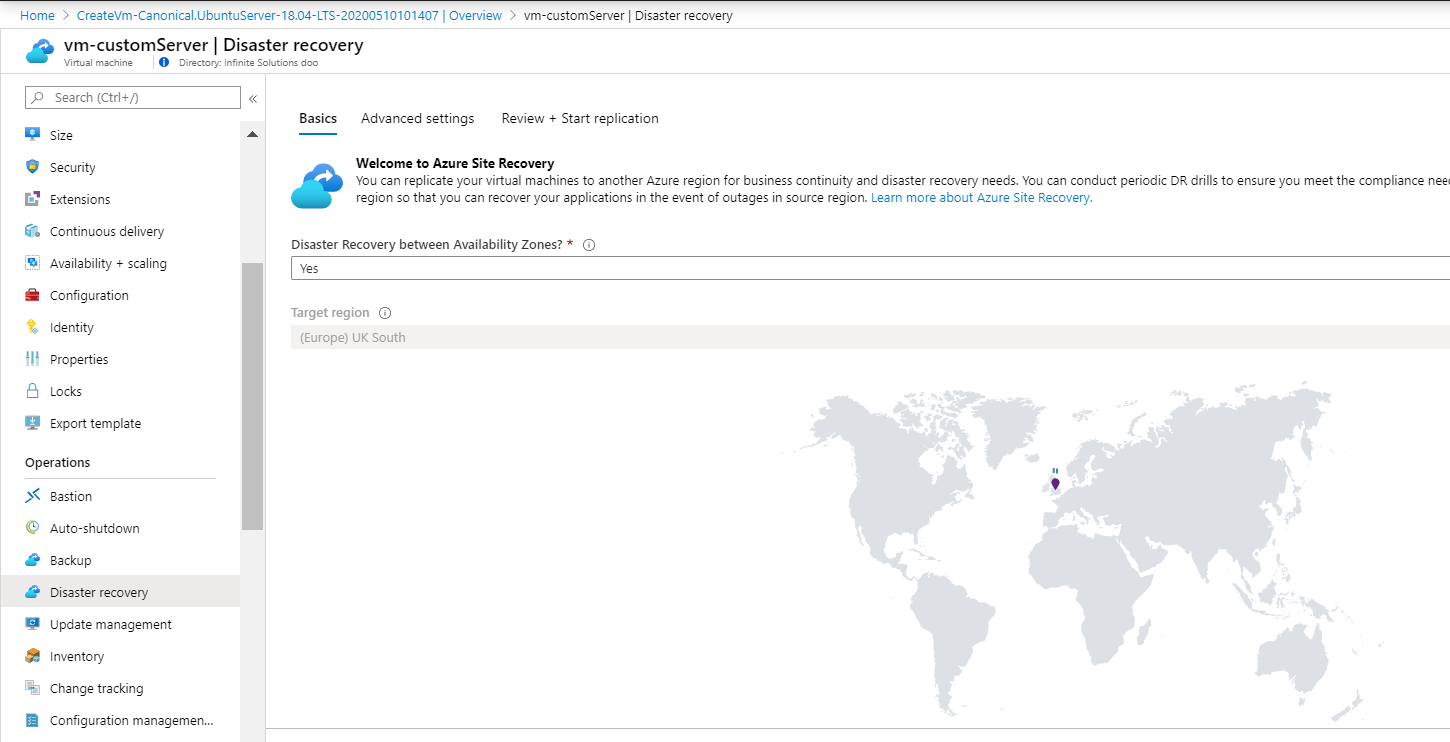 Home > CreateVm-Canonical.UbuntuServer-18.04-LTS-20200510101407 | Overview > vm-customServer | Disaster recovery
vm-customServer | Disaster recovery
Virtual machine
Directory: Infinite Solutions doo
Search (Ctrl+/)
«
Size
Security
Extensions
Continuous delivery
Availability + scaling
Configuration
Identity
Properties
Locks
Export template
Operations
Bastion
Auto-shutdown
Backup
Disaster recovery
Update management
Inventory
Change tracking
Configuration managemen...
Basics
Advanced settings
Review + Start replication
Welcome to Azure Site Recovery
You can replicate your virtual machines to another Azure region for business continuity and disaster recovery needs. You can conduct periodic DR drills to ensure you meet the compliance nee
region so that you can recover your applications in the event of outages in source region. Learn more about Azure Site Recovery.
Disaster Recovery between Availability Zones? *
Yes
Target region
(Europe) UK South